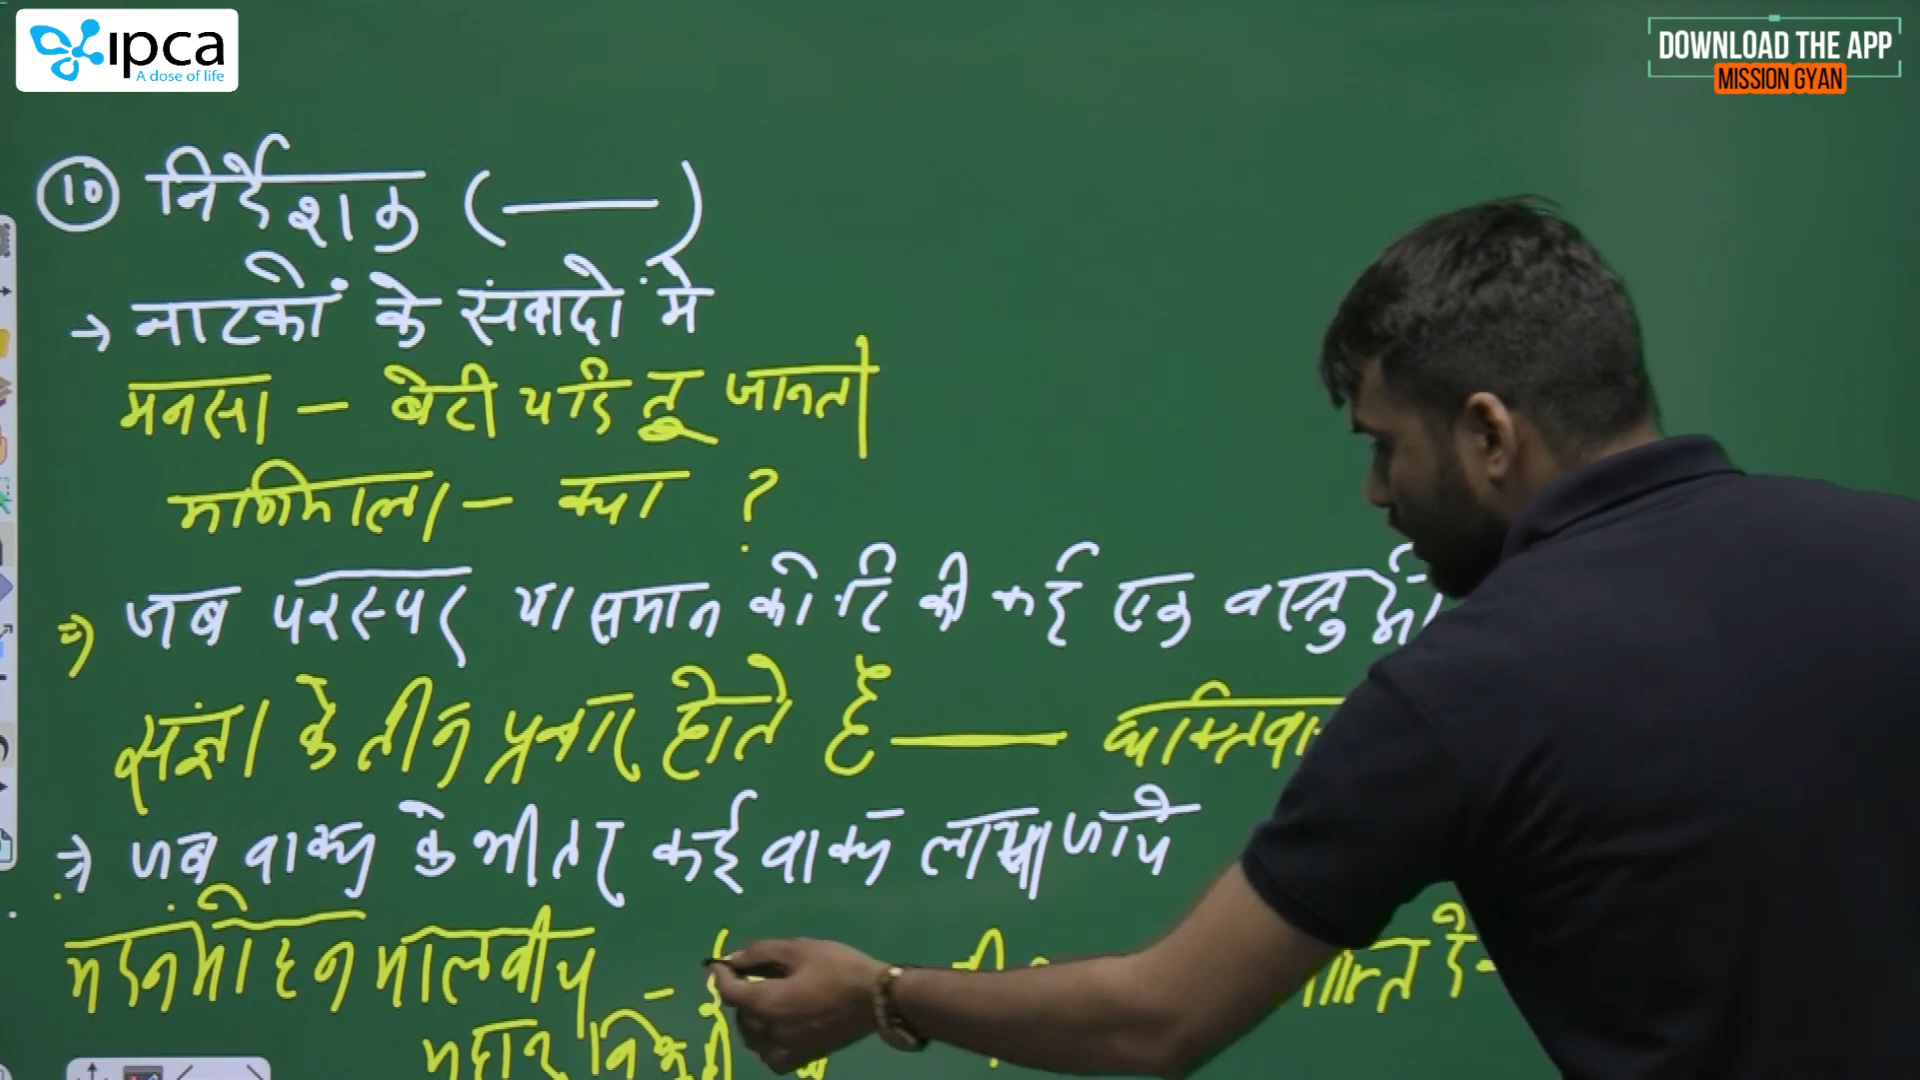 ipca
A dose of life
DOWNLOAD THE APP
MISSION GYAN
10 निर्देशक (—)
→ नाटकों के संवादों में
मनसा – बेटी यदि तू जानती
मणिमाला – क्या ?
⇒ जब परस्पर या समान कोटि की कई एक वस्तु
संज्ञा के तीन प्रकार होते है —
→ जब वाक्य के भीतर कई वाक्य लाया जाये
मदनमोहन मालवीय –
महान